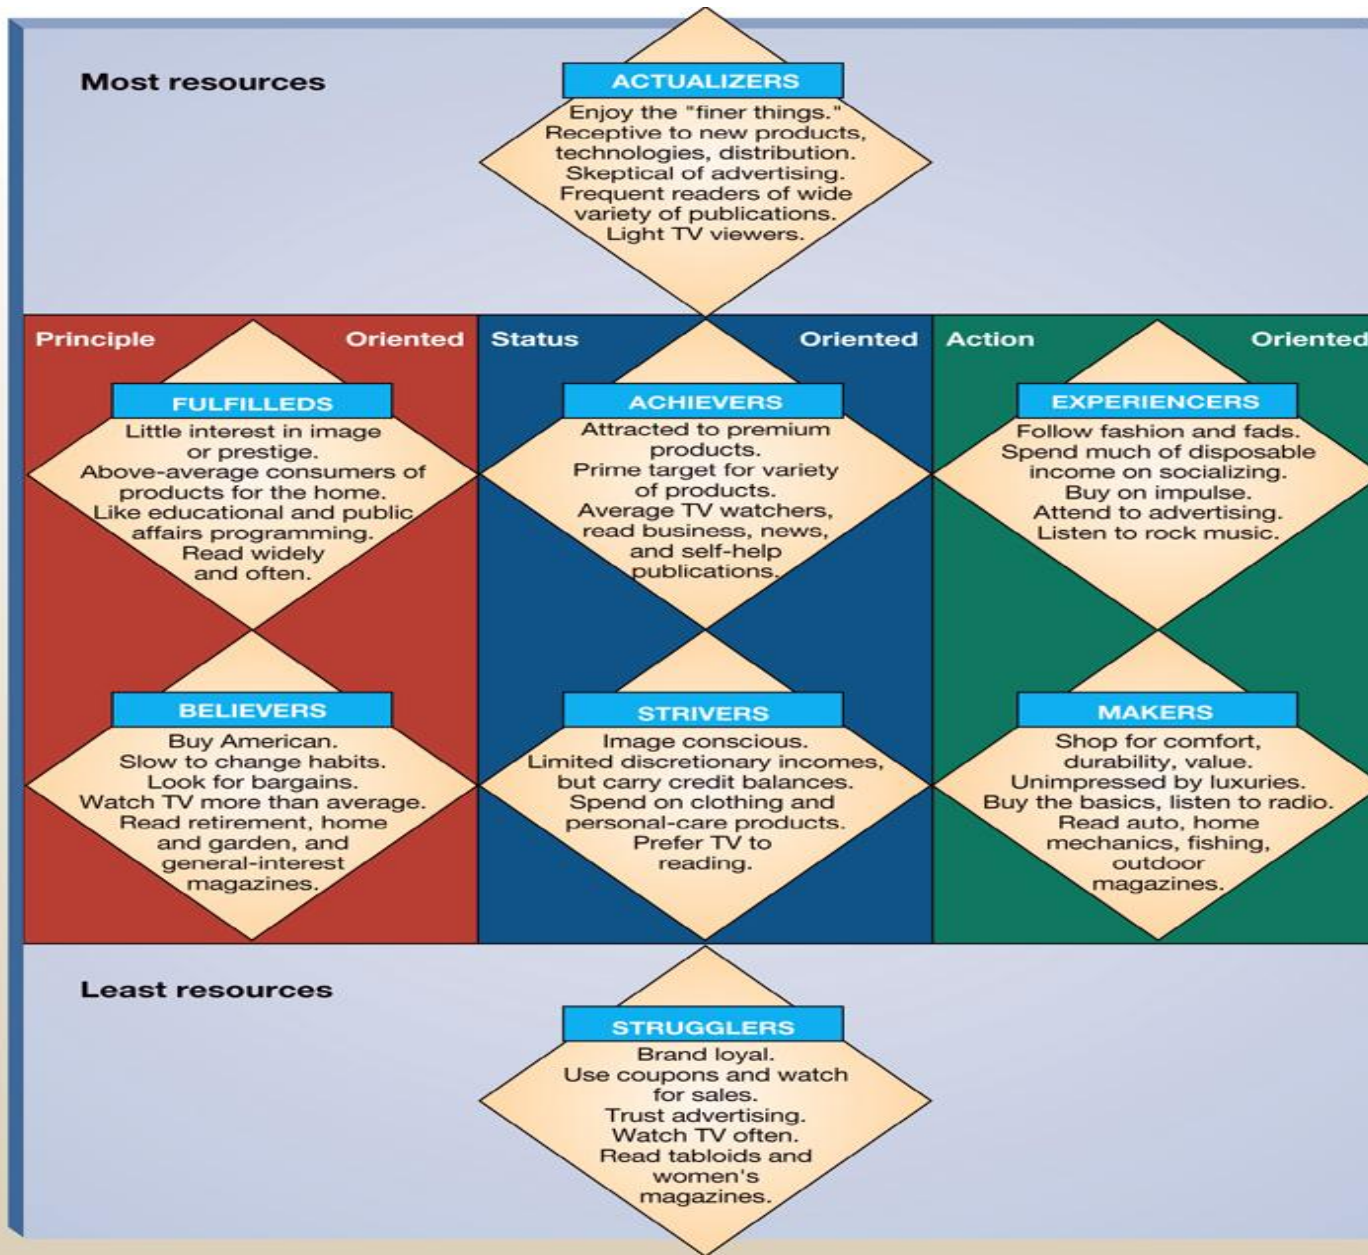 Most resources
ACTUALIZERS
Enjoy the "finer things."
Receptive to new products,
technologies, distribution.
Skeptical of advertising.
Frequent readers of wide
variety of publications.
Light TV viewers.
Principle Oriented
FULFILLEDS
Little interest in image
or prestige.
Above-average consumers of
products for the home.
Like educational and public
affairs programming.
Read widely
and often.
Status Oriented
ACHIEVERS
Attracted to premium
products.
Prime target for variety
of products.
Average TV watchers,
read business, news,
and self-help
publications.
Action Oriented
EXPERIENCERS
Follow fashion and fads.
Spend much of disposable
income on socializing.
Buy on impulse.
Attend to advertising.
Listen to rock music.
BELIEVERS
Buy American.
Slow to change habits.
Look for bargains.
Watch TV more than average.
Read retirement, home
and garden, and
general-interest
magazines.
STRIVERS
Image conscious.
Limited discretionary incomes,
but carry credit balances.
Spend on clothing and
personal-care products.
Prefer TV to
reading.
MAKERS
Shop for comfort,
durability, value.
Unimpressed by luxuries.
Buy the basics, listen to radio.
Read auto, home
mechanics, fishing,
outdoor
magazines.
Least resources
STRUGGLERS
Brand loyal.
Use coupons and watch
for sales.
Trust advertising.
Watch TV often.
Read tabloids and
women's
magazines.